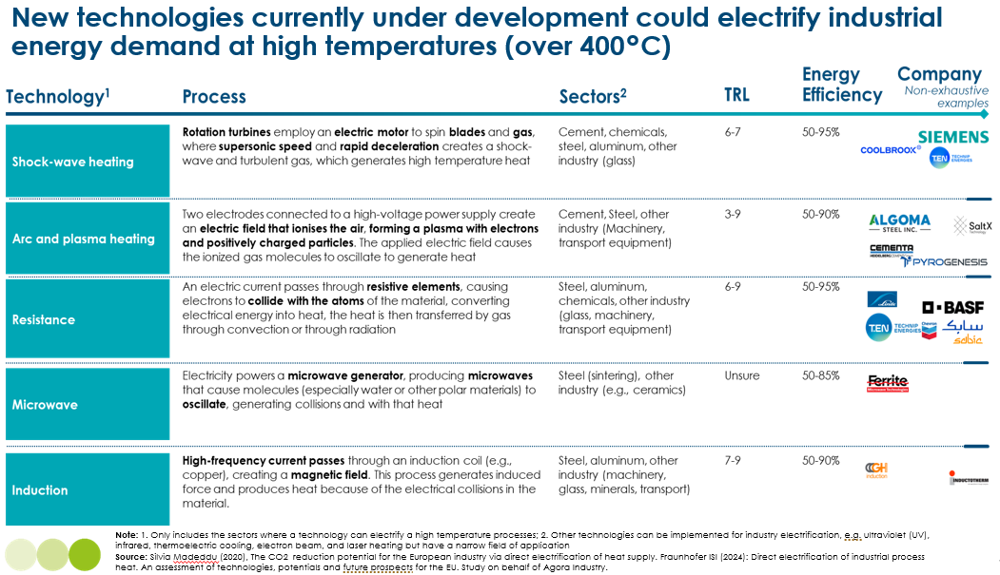 New technologies currently under development could electrify industrial
energy demand at high temperatures (over 400°C)
Technology1
Process
Sectors2
TRL
Energy
Efficiency
Company
Non-exhaustive
examples
Shock-wave heating
Rotation turbines employ an electric motor to spin blades and gas,
where supersonic speed and rapid deceleration creates a shock-
wave and turbulent gas, which generates high temperature heat
Cement, chemicals,
steel, aluminum, other
industry (glass)
6-7
50-95%
SIEMENS
COOLBROOK®
T.EN TECHNIP
ENERGIES
Arc and plasma heating
Two electrodes connected to a high-voltage power supply create
an electric field that ionises the air, forming a plasma with electrons
and positively charged particles. The applied electric field causes
the ionized gas molecules to oscillate to generate heat
Cement, Steel, other
industry (Machinery,
transport equipment)
3-9
50-90%
ALGOMA
STEEL INC.
SaltX
Technology
CEMENTA
HEIDELBERGCEMENT
PYROGENESIS
Resistance
An electric current passes through resistive elements, causing
electrons to collide with the atoms of the material, converting
electrical energy into heat, the heat is then transferred by gas
through convection or through radiation
Steel, aluminum,
chemicals, other industry
(glass, machinery,
transport equipment)
6-9
50-95%
Linde
BASF
T.EN TECHNIP
ENERGIES
Chevron
سابك
sabic
Microwave
Electricity powers a microwave generator, producing microwaves
that cause molecules (especially water or other polar materials) to
oscillate, generating collisions and with that heat
Steel (sintering), other
industry (e.g., ceramics)
Unsure
50-85%
Ferrite
Microwave Technologies
Induction
High-frequency current passes through an induction coil (e.g.,
copper), creating a magnetic field. This process generates induced
force and produces heat because of the electrical collisions in the
material.
Steel, aluminum, other
industry (machinery,
glass, minerals, transport)
7-9
50-90%
GH
induction
INDUCTOTHERM
Note: 1. Only includes the sectors where a technology can electrify a high temperature processes; 2. Other technologies can be implemented for industry electrification, e.g. ultraviolet (UV),
infrared, thermoelectric cooling, electron beam, and laser heating but have a narrow field of application
Source: Silvia Madeddu (2020), The CO2 reduction potential for the European industry via direct electrification of heat supply. Fraunhofer ISI (2024): Direct electrification of industrial process
heat. An assessment of technologies, potentials and future prospects for the EU. Study on behalf of Agora Industry.